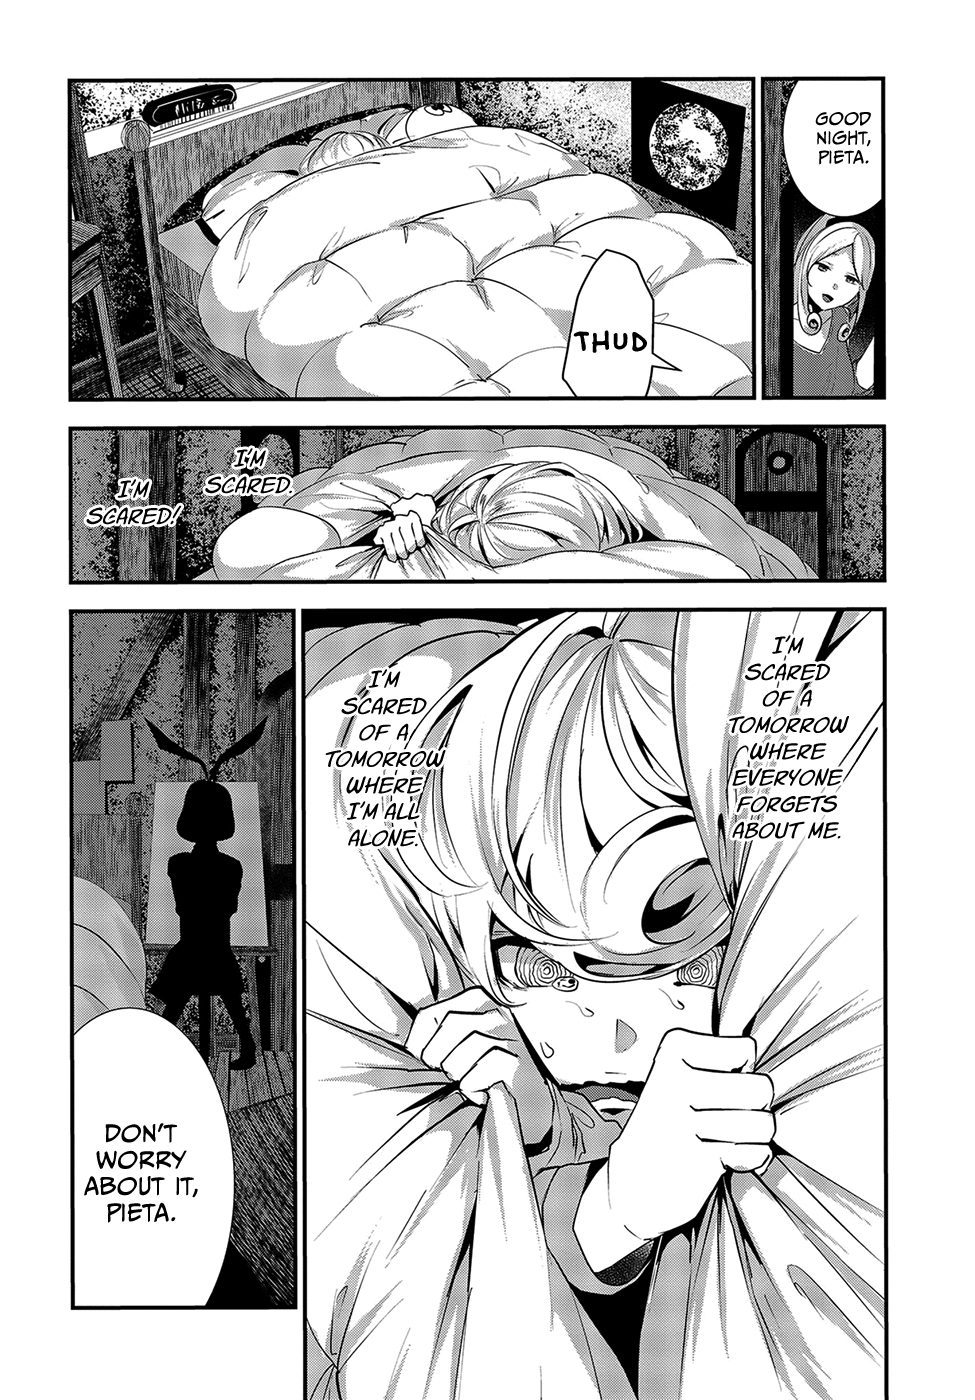 GOOD
NIGHT,
PIETA.
THUD
I'M
SCARED.
I'M
SCARED!
I'M
SCARED
OF A
TOMORROW
WHERE
EVERYONE
FORGETS
ABOUT ME.
I'M
SCARED
OF A
TOMORROW
WHERE
I'M ALL
ALONE.
DON'T
WORRY
ABOUT IT,
PIETA.